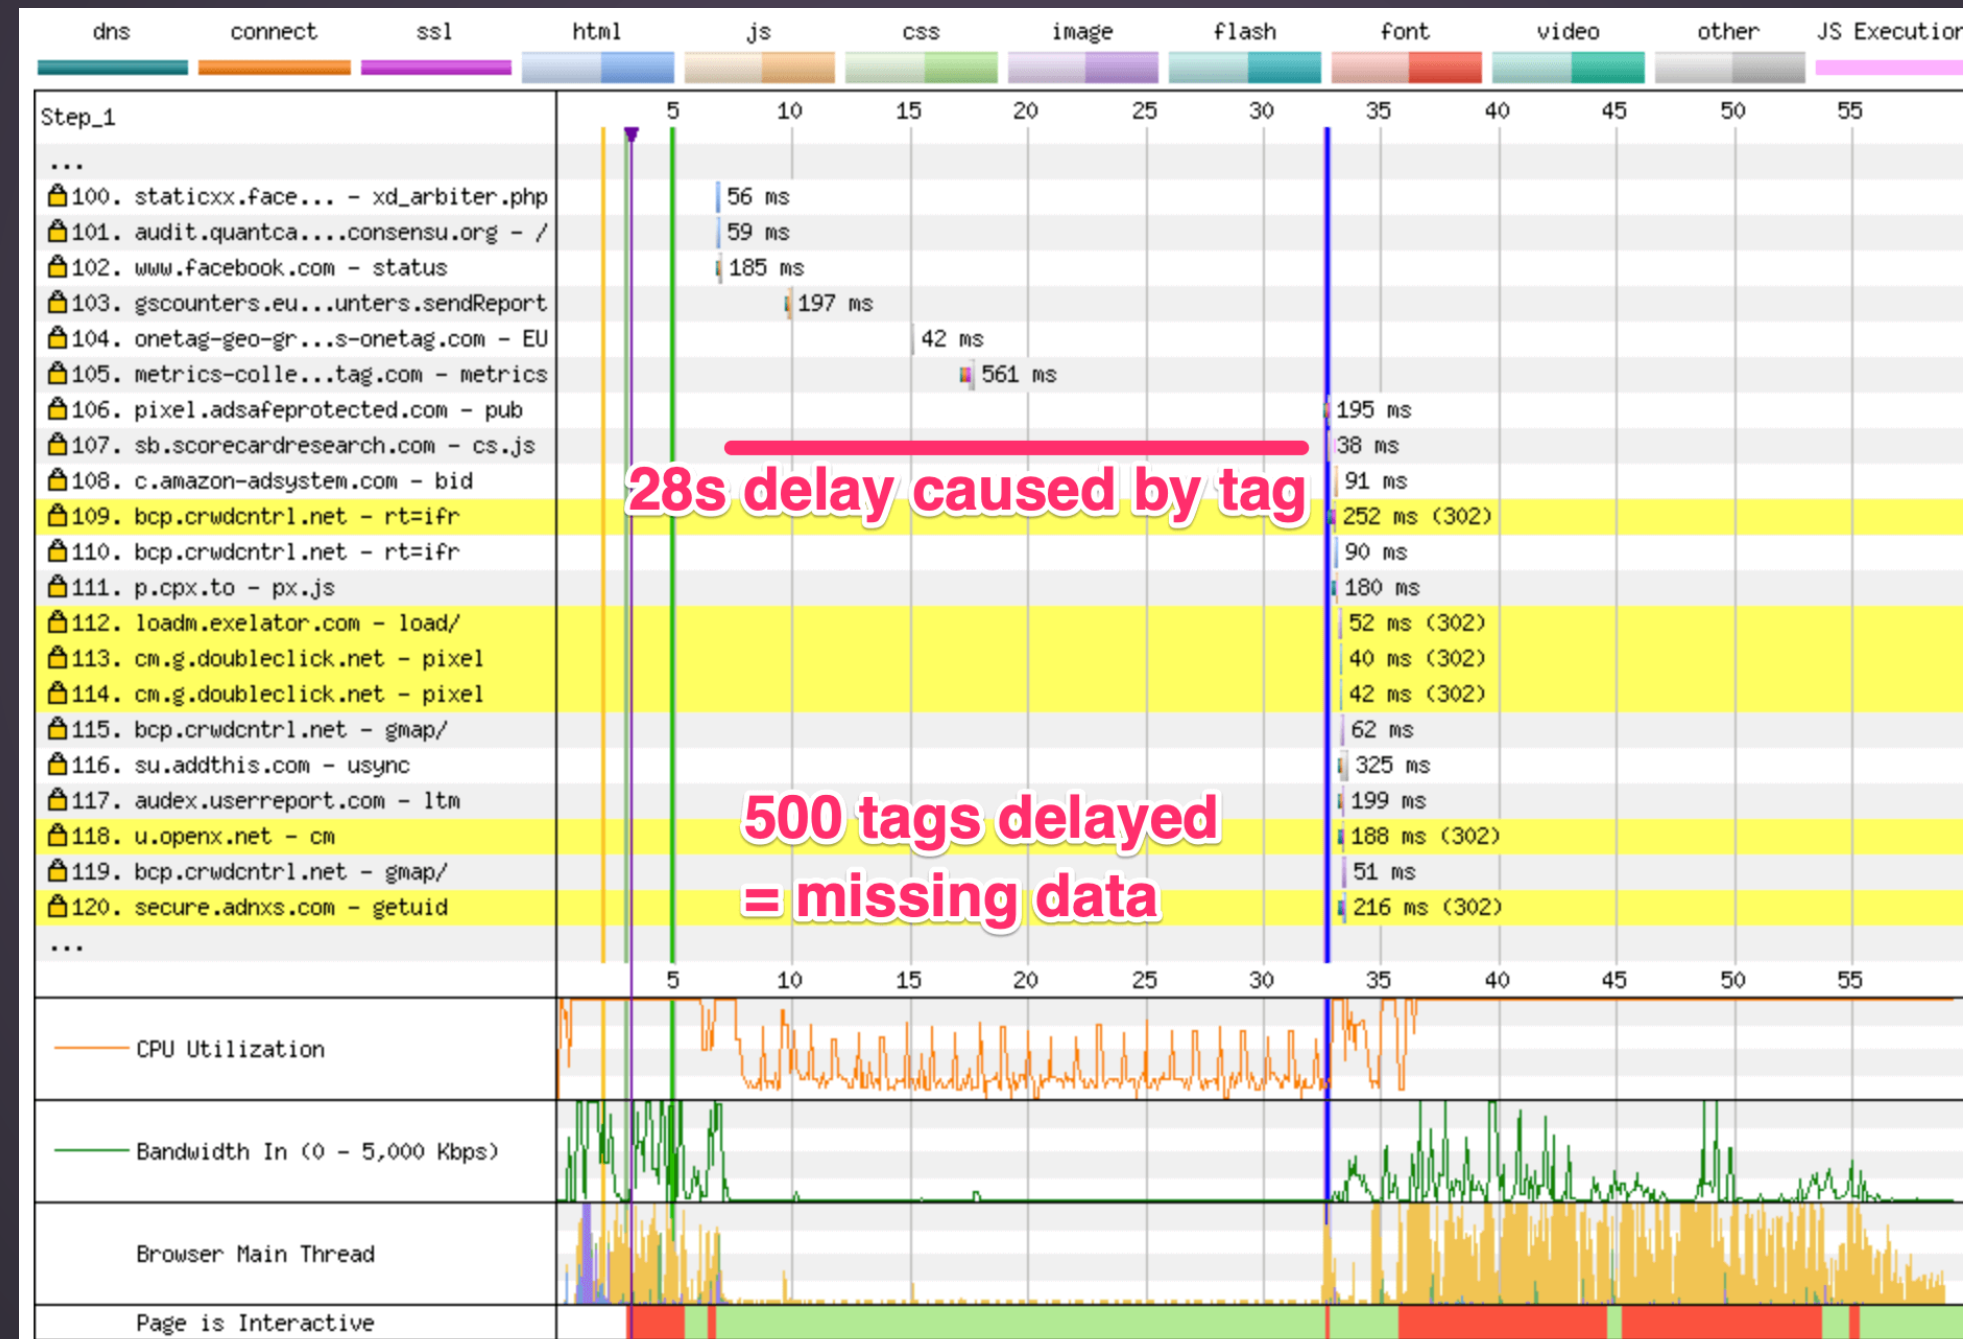 dns connect ssl html js css image flash font video other JS Execution
Step_1 5 10 15 20 25 30 35 40 45 50 55
...
100. staticxx.face... - xd_arbiter.php 56 ms
101. audit.quantca....consensu.org - / 59 ms
102. www.facebook.com - status 185 ms
103. gscounters.eu...unters.sendReport 197 ms
104. onetag-geo-gr...s-onetag.com - EU 42 ms
105. metrics-colle...tag.com - metrics 561 ms
106. pixel.adsafeprotected.com - pub 195 ms
107. sb.scorecardresearch.com - cs.js 38 ms
108. c.amazon-adsystem.com - bid 91 ms
28s delay caused by tag
109. bcp.crwdcntrl.net - rt=ifr 252 ms (302)
110. bcp.crwdcntrl.net - rt=ifr 90 ms
111. p.cpx.to - px.js 180 ms
112. loadm.exelator.com - load/ 52 ms (302)
113. cm.g.doubleclick.net - pixel 40 ms (302)
114. cm.g.doubleclick.net - pixel 42 ms (302)
115. bcp.crwdcntrl.net - gmap/ 62 ms
116. su.addthis.com - usync 325 ms
117. audex.userreport.com - ltm 199 ms
500 tags delayed
118. u.openx.net - cm 188 ms (302)
119. bcp.crwdcntrl.net - gmap/ 51 ms
= missing data
120. secure.adnxs.com - getuid 216 ms (302)
...
5 10 15 20 25 30 35 40 45 50 55
CPU Utilization
Bandwidth In (0 - 5,000 Kbps)
Browser Main Thread
Page is Interactive